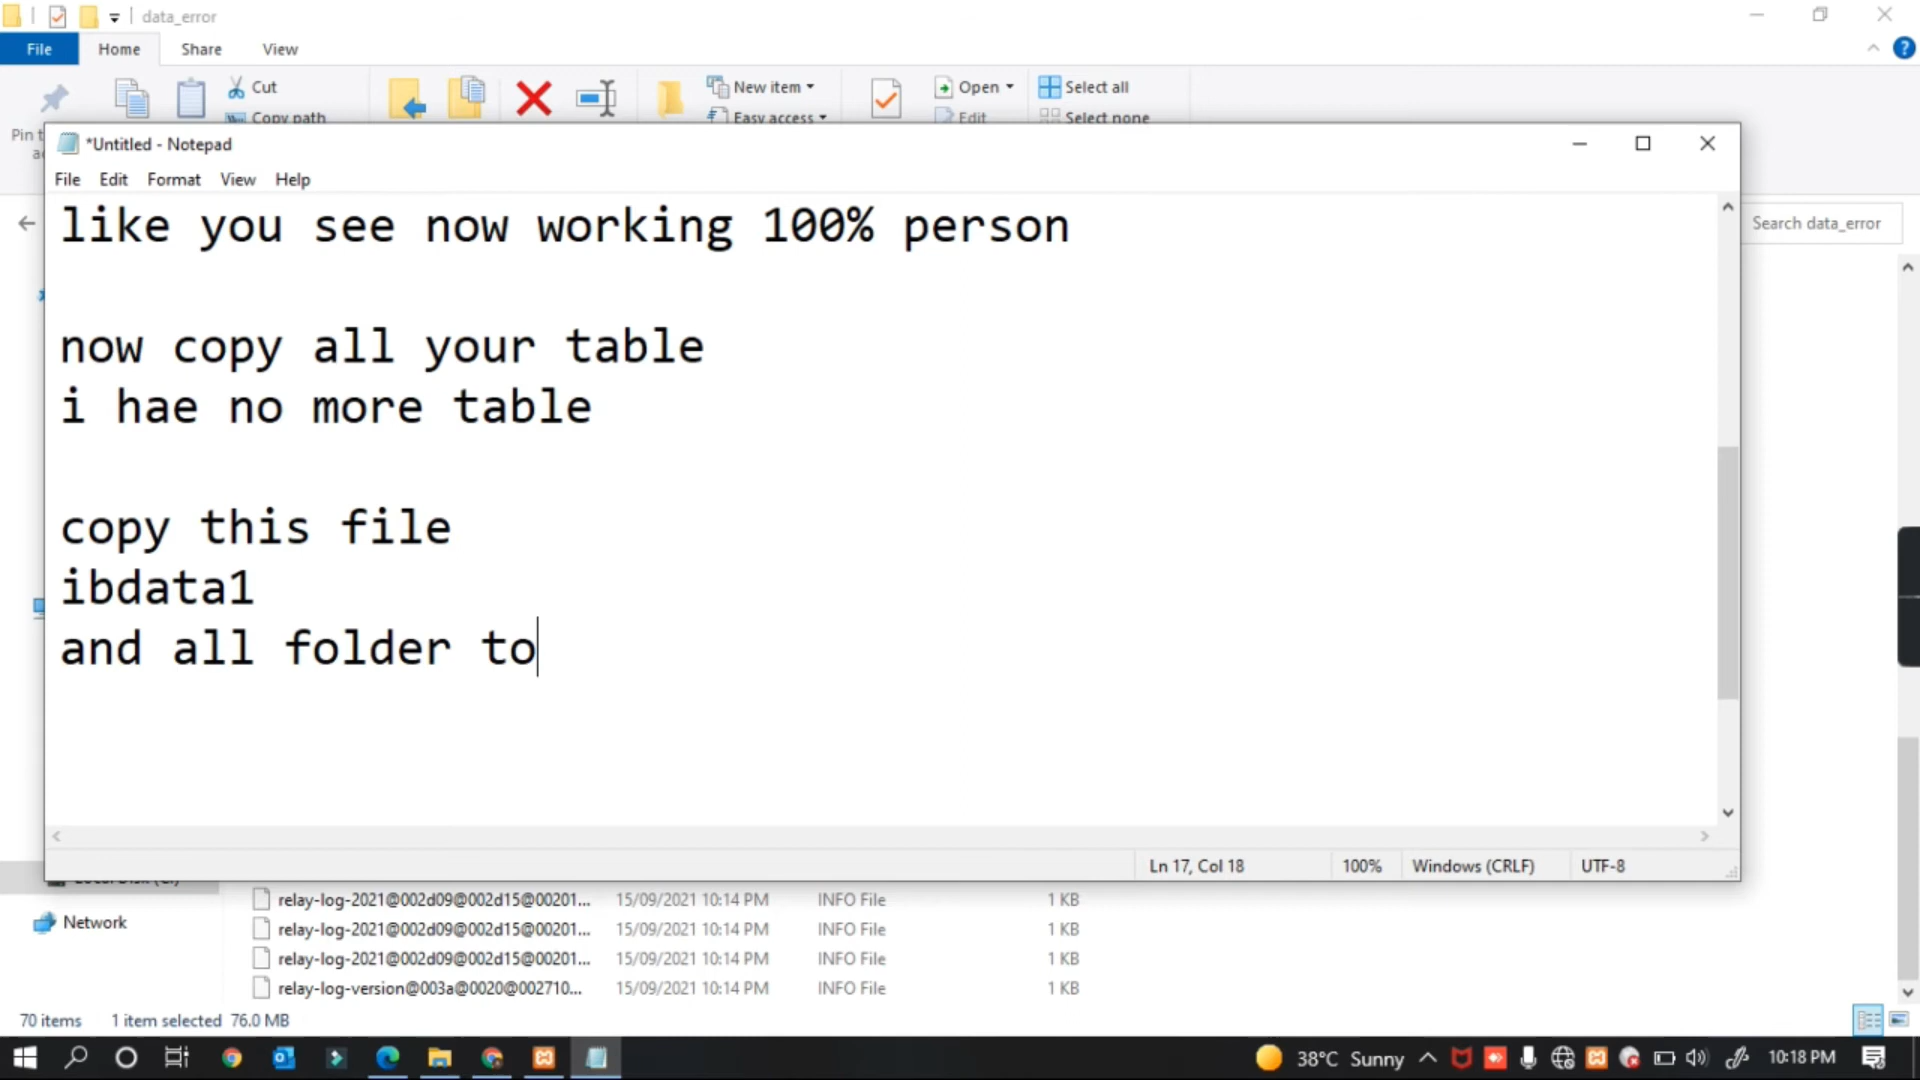 data_error
File
Home
Share
View
Cut
Copy path
New item
Easy access
Open
Edit
Select all
Select none
*Untitled - Notepad
File
Edit
Format
View
Help
Search data_error
like you see now working 100% person
now copy all your table
i hae no more table
copy this file
ibdata1
and all folder to
Ln 17, Col 18
100%
Windows (CRLF)
UTF-8
relay-log-2021@002d09@002d15@00201... 15/09/2021 10:14 PM INFO File 1 KB
Network
relay-log-2021@002d09@002d15@00201... 15/09/2021 10:14 PM INFO File 1 KB
relay-log-2021@002d09@002d15@00201... 15/09/2021 10:14 PM INFO File 1 KB
relay-log-version@003a@0020@002710... 15/09/2021 10:14 PM INFO File 1 KB
70 items 1 item selected 76.0 MB
38°C Sunny
10:18 PM